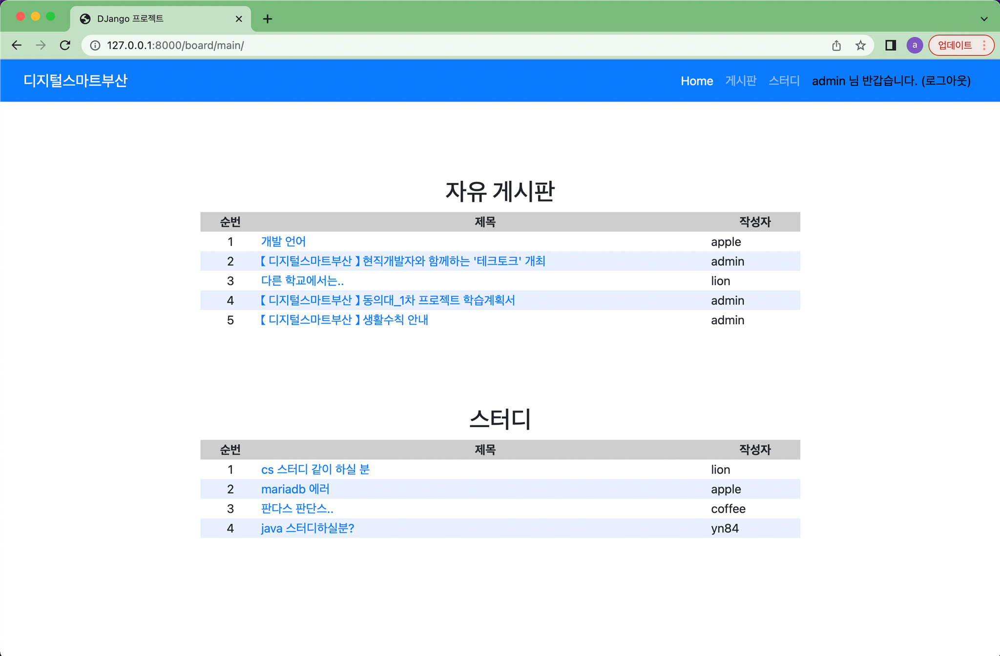 DJango 프로젝트
127.0.0.1:8000/board/main/
a
업데이트
디지털스마트부산
Home 게시판 스터디 admin 님 반갑습니다. (로그아웃)
자유 게시판
순번 제목 작성자
1 개발 언어 apple
2 【 디지털스마트부산 】현직개발자와 함께하는 '테크토크' 개최 admin
3 다른 학교에서는.. lion
4 【 디지털스마트부산 】동의대_1차 프로젝트 학습계획서 admin
5 【 디지털스마트부산 】생활수칙 안내 admin
스터디
순번 제목 작성자
1 cs 스터디 같이 하실 분 lion
2 mariadb 에러 apple
3 판다스 판단스.. coffee
4 java 스터디하실분? yn84